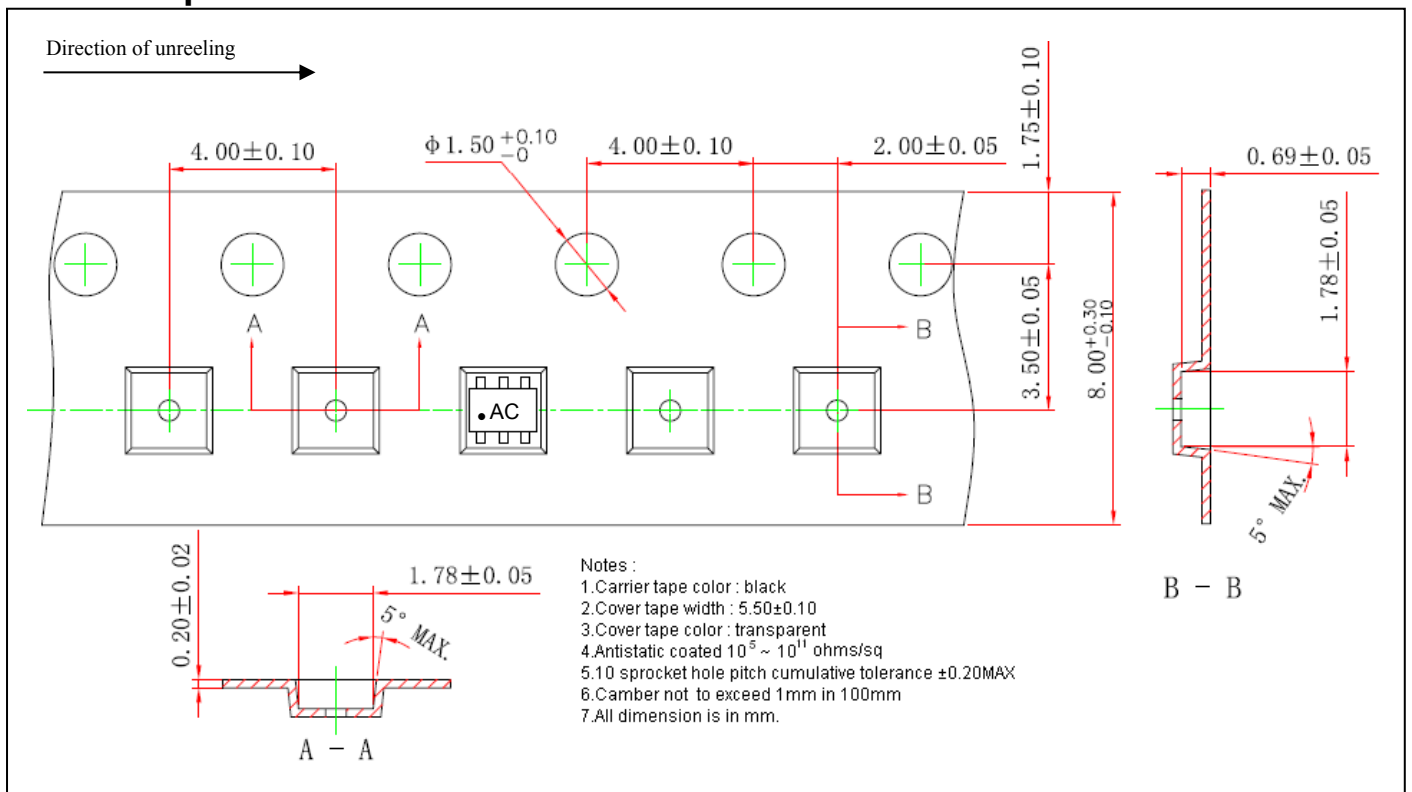 Direction of unreeling
4.00±0.10
Φ1.50 +0.10 -0
4.00±0.10
2.00±0.05
1.75±0.10
0.69±0.05
1.78±0.05
3.50±0.05
8.00 +0.30 -0.10
A
A
B
B
.AC
5° MAX.
B - B
0.20±0.02
1.78±0.05
5° MAX.
A - A
Notes :
1.Carrier tape color : black
2.Cover tape width : 5.50±0.10
3.Cover tape color : transparent
4.Antistatic coated 10⁵ ~ 10¹¹ ohms/sq
5.10 sprocket hole pitch cumulative tolerance ±0.20MAX
6.Camber not to exceed 1mm in 100mm
7.All dimension is in mm.